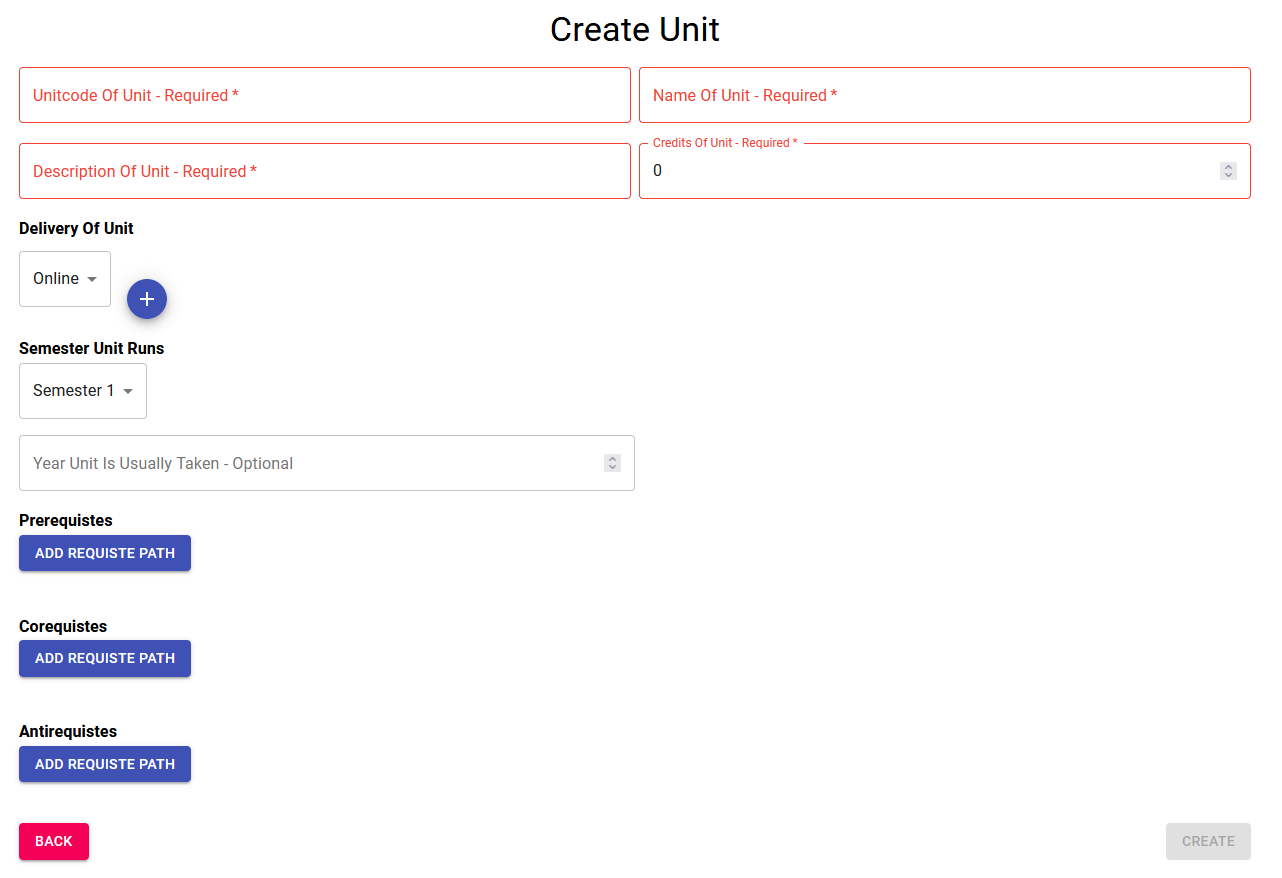 Create Unit
Unitcode Of Unit - Required *
Name Of Unit - Required *
Description Of Unit - Required *
Credits Of Unit - Required *
0
Delivery Of Unit
Online
Semester Unit Runs
Semester 1
Year Unit Is Usually Taken - Optional
Prerequistes
ADD REQUISTE PATH
Corequistes
ADD REQUISTE PATH
Antirequistes
ADD REQUISTE PATH
BACK
CREATE